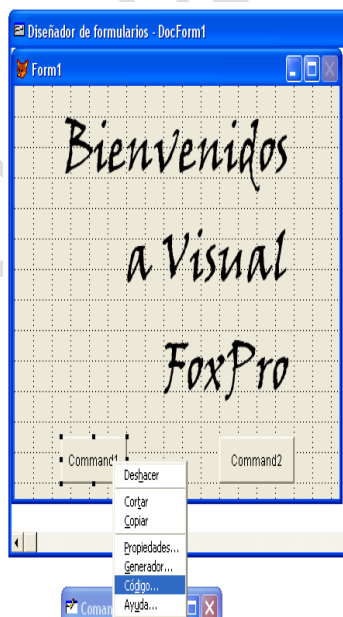 Diseñador de formularios - DocForm1
Form1
Bienvenidos
a Visual
FoxPro
Command1
Command2
Deshacer
Cortar
Copiar
Propiedades...
Generador...
Código...
Ayuda...